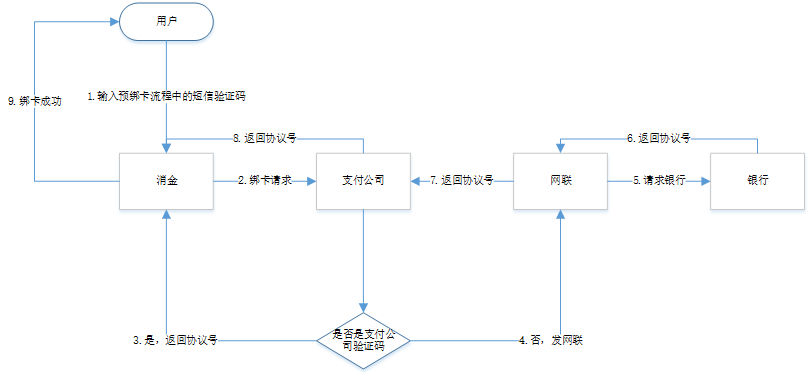 用户
9.绑卡成功
1.输入预绑卡流程中的短信验证码
8.返回协议号
6.返回协议号
消金
2.绑卡请求
支付公司
7.返回协议号
网联
5.请求银行
银行
3.是，返回协议号
是否是支付公
司验证码
4.否，发网联